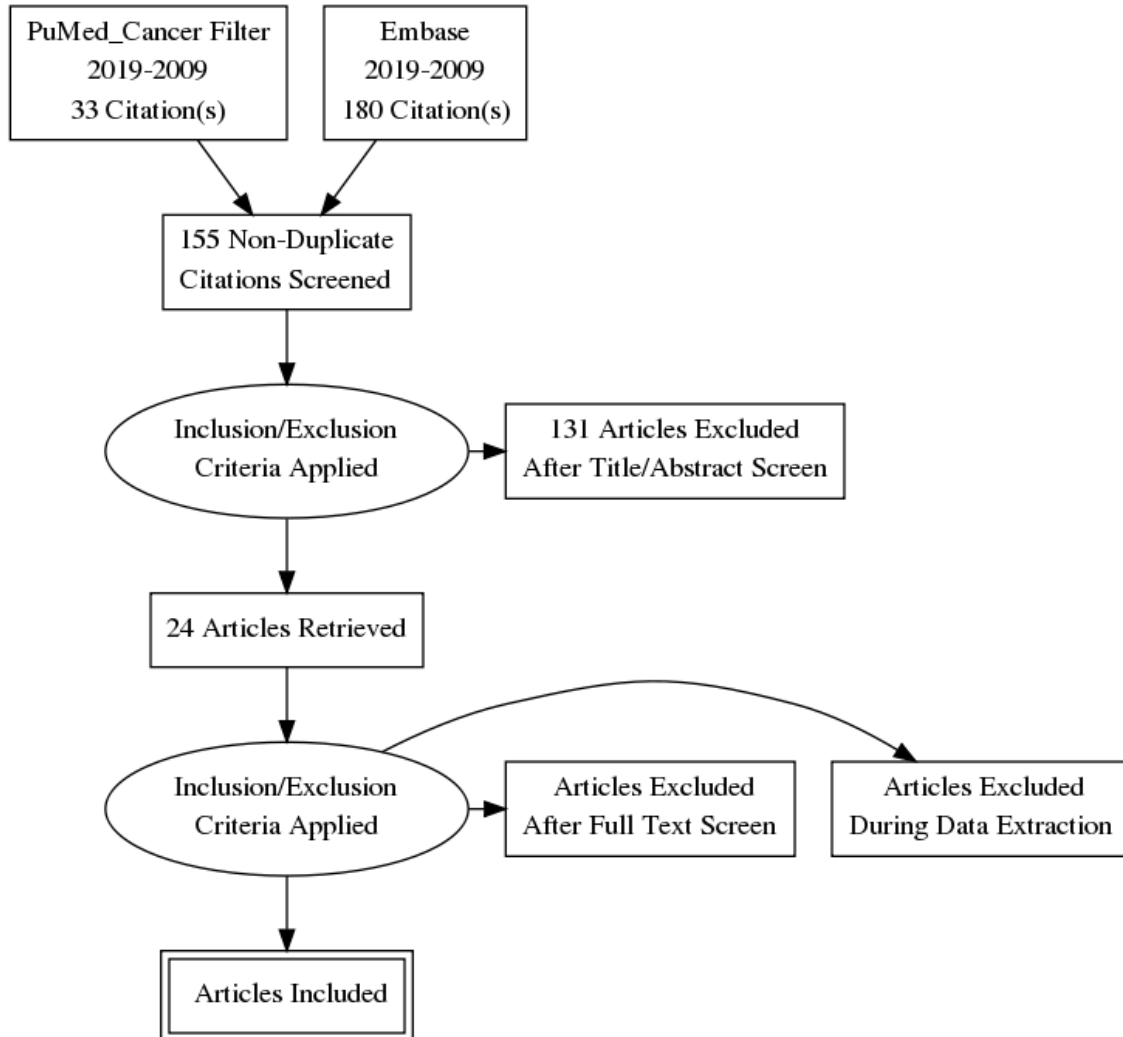 PuMed_Cancer Filter
2019-2009
33 Citation(s)
Embase
2019-2009
180 Citation(s)
155 Non-Duplicate
Citations Screened
Inclusion/Exclusion
Criteria Applied
131 Articles Excluded
After Title/Abstract Screen
24 Articles Retrieved
Inclusion/Exclusion
Criteria Applied
Articles Excluded
After Full Text Screen
Articles Excluded
During Data Extraction
Articles Included